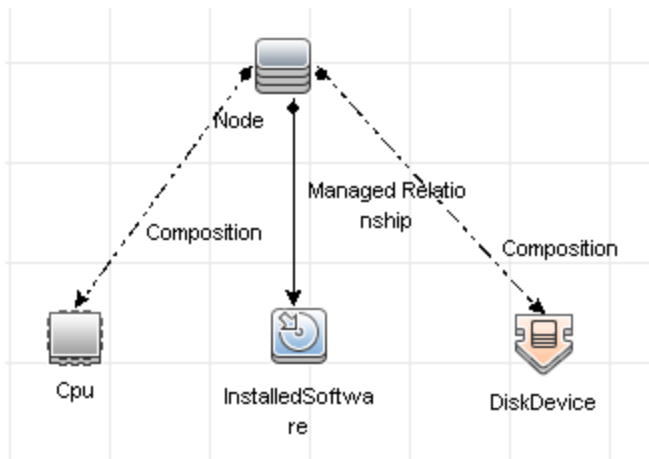 Node
Managed Relatio
nship
Composition
Composition
Cpu
InstalledSoftwa
re
DiskDevice